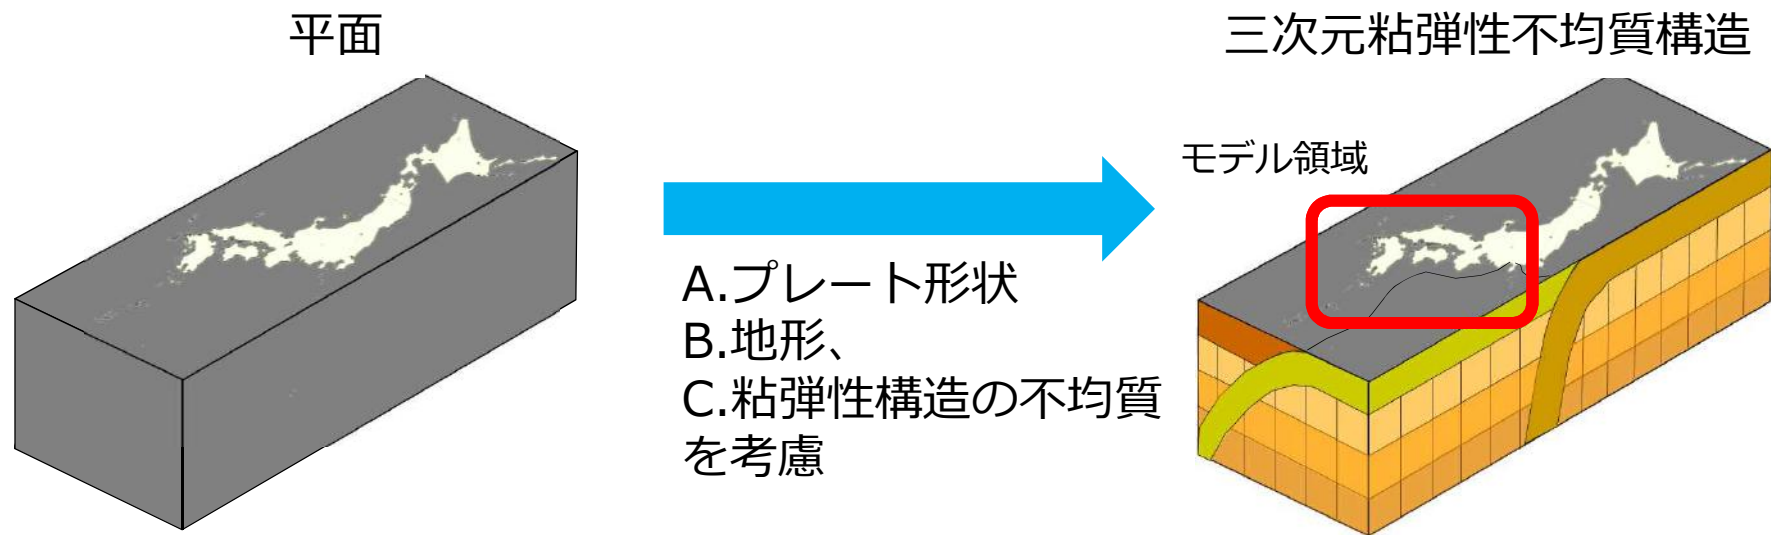 平面
三次元粘弾性不均質構造
モデル領域
A.プレート形状
B.地形、
C.粘弾性構造の不均質
を考慮